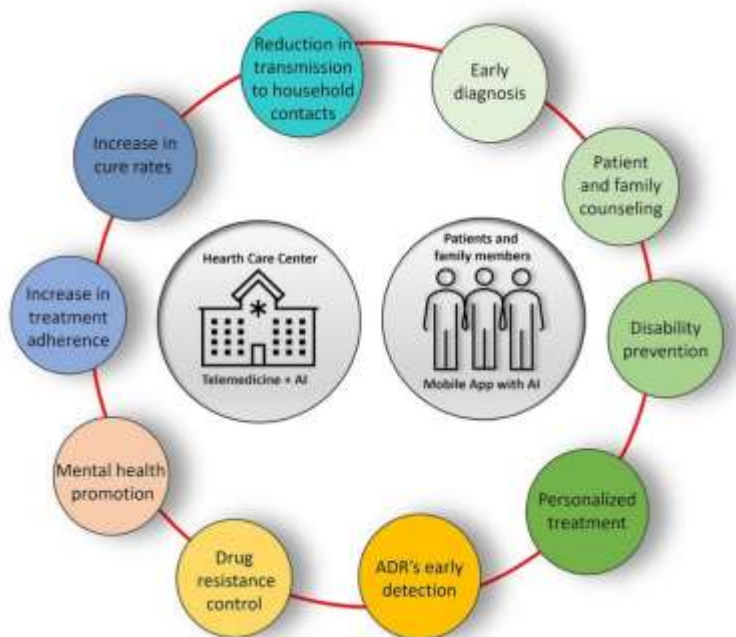 Reduction in
transmission
to household
contacts
Early
diagnosis
Patient
and family
counseling
Disability
prevention
Personalized
treatment
ADR's early
detection
Drug
resistance
control
Mental health
promotion
Increase in
treatment
adherence
Increase in
cure rates
Hearth Care Center
Telemedicine + AI
Patients and
family members
Mobile App with AI